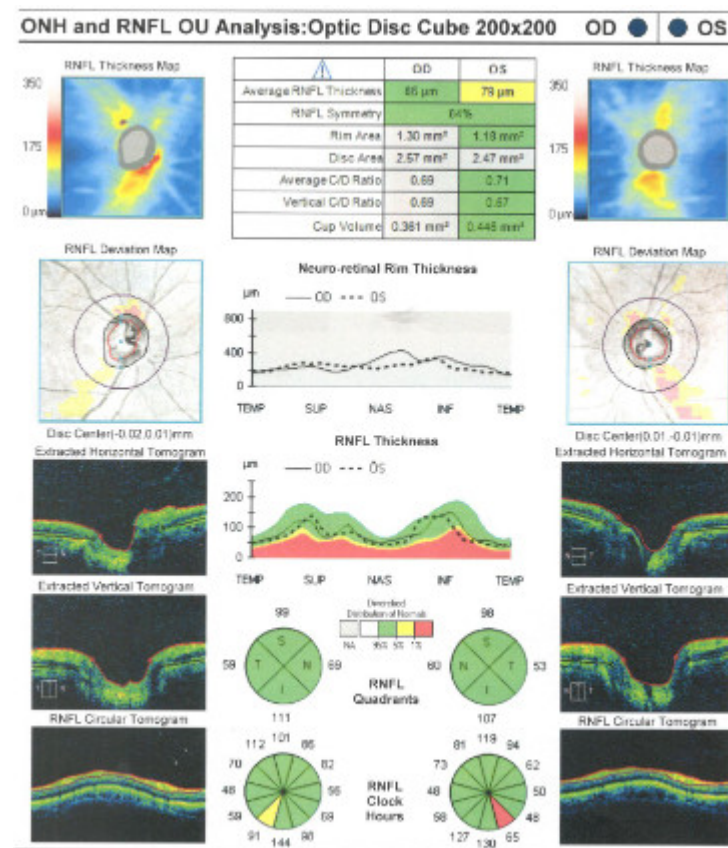 ONH and RNFL OU Analysis:Optic Disc Cube 200x200 OD OS
RNFL Thickness Map
350
175
0 µm
OD OS
Average RNFL Thickness 86 µm 79 µm
RNFL Symmetry 64%
Rim Area 1.30 mm² 1.18 mm²
Disc Area 2.57 mm² 2.47 mm²
Average C/D Ratio 0.69 0.71
Vertical C/D Ratio 0.69 0.67
Cup Volume 0.361 mm³ 0.446 mm³
RNFL Thickness Map
350
175
0 µm
RNFL Deviation Map
Disc Center(-0.02,0.01)mm
Neuro-retinal Rim Thickness
µm OD OS
800
400
0
TEMP SUP NAS INF TEMP
RNFL Deviation Map
Disc Center(0.01,-0.01)mm
Extracted Horizontal Tomogram
RNFL Thickness
µm OD OS
200
100
0
TEMP SUP NAS INF TEMP
Extracted Horizontal Tomogram
Extracted Vertical Tomogram
Diversified
Distribution of Normals
NA 95% 5% 1%
99
S
59 T N 69
I
111
RNFL
Quadrants
98
S
60 N T 53
I
107
Extracted Vertical Tomogram
RNFL Circular Tomogram
101
112 86
70 82
48
59 69
91 98
144
RNFL
Clock
Hours
119
81 94
73 62
48 50
58 48
127 65
130
RNFL Circular Tomogram